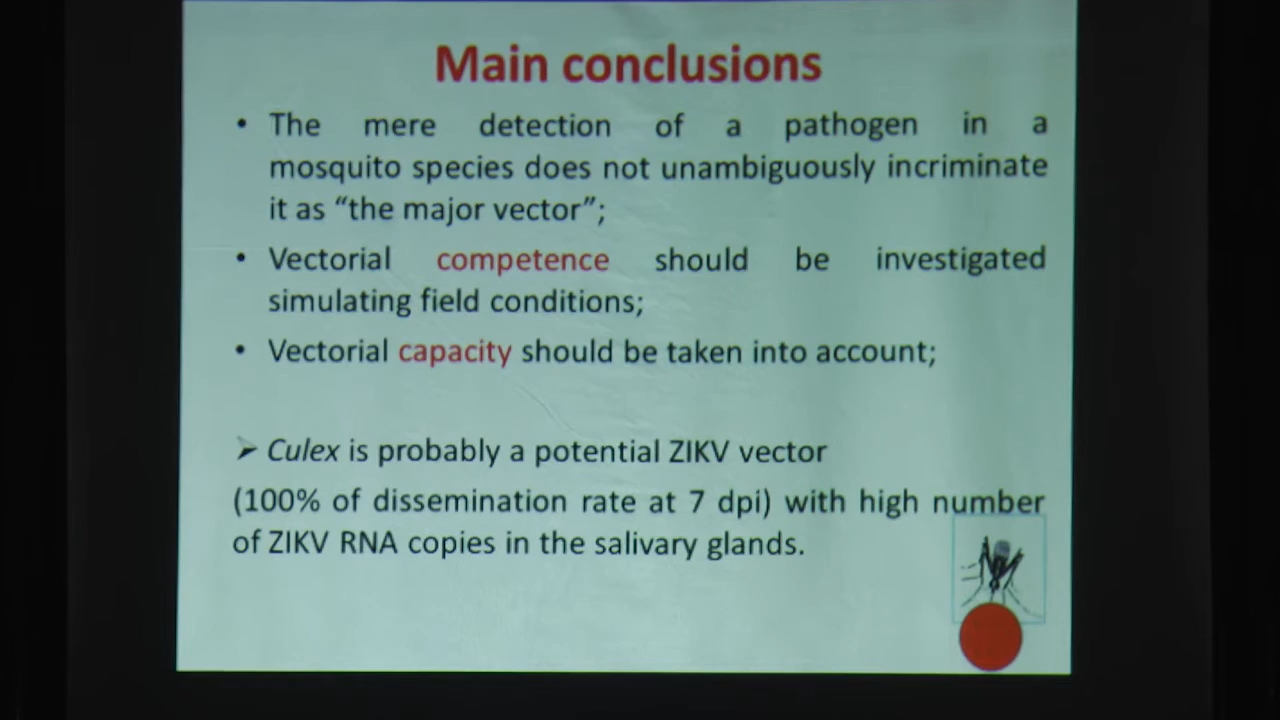 Main conclusions
• The mere detection of a pathogen in a
mosquito species does not unambiguously incriminate
it as “the major vector”;
• Vectorial competence should be investigated
simulating field conditions;
• Vectorial capacity should be taken into account;
➢ Culex is probably a potential ZIKV vector
(100% of dissemination rate at 7 dpi) with high number
of ZIKV RNA copies in the salivary glands.